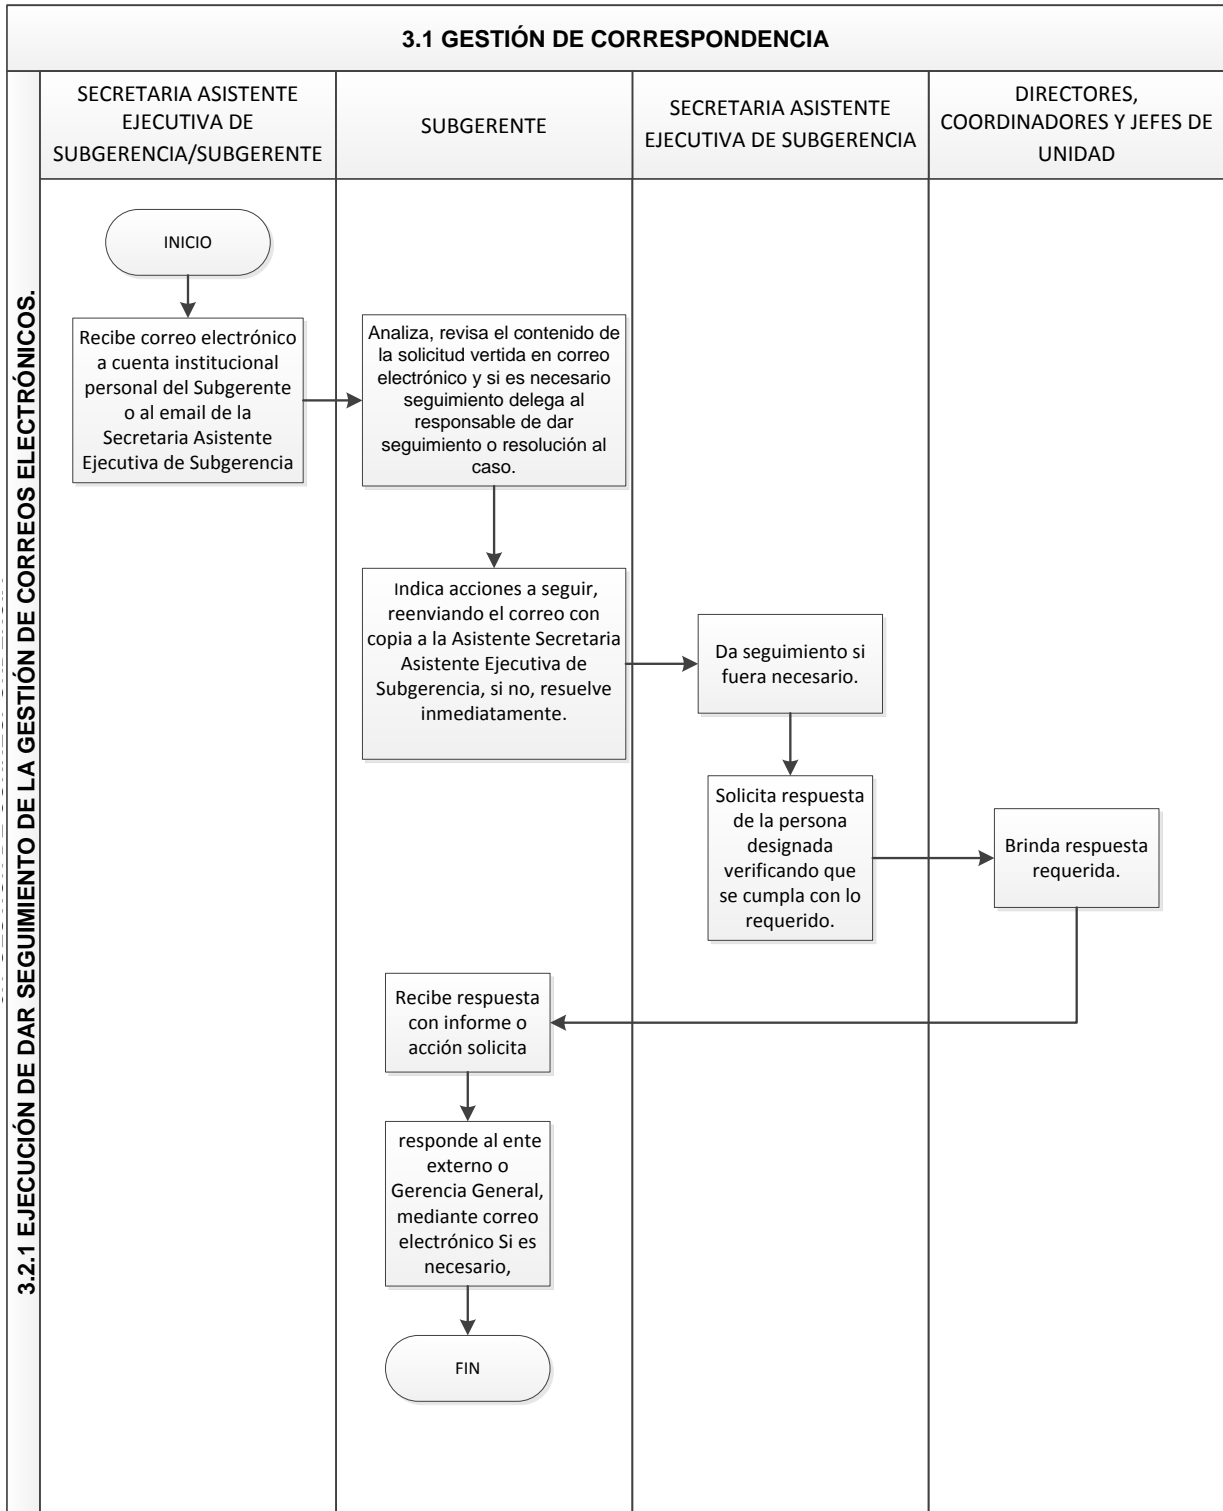 3.1 GESTIÓN DE CORRESPONDENCIA
3.2.1 EJECUCIÓN DE DAR SEGUIMIENTO DE LA GESTIÓN DE CORREOS ELECTRÓNICOS.
SECRETARIA ASISTENTE
EJECUTIVA DE
SUBGERENCIA/SUBGERENTE
SUBGERENTE
SECRETARIA ASISTENTE
EJECUTIVA DE SUBGERENCIA
DIRECTORES,
COORDINADORES Y JEFES DE
UNIDAD
INICIO
Recibe correo electrónico
a cuenta institucional
personal del Subgerente
o al email de la
Secretaria Asistente
Ejecutiva de Subgerencia
Analiza, revisa el contenido de
la solicitud vertida en correo
electrónico y si es necesario
seguimiento delega al
responsable de dar
seguimiento o resolución al
caso.
Indica acciones a seguir,
reenviando el correo con
copia a la Asistente Secretaria
Asistente Ejecutiva de
Subgerencia, si no, resuelve
inmediatamente.
Da seguimiento si
fuera necesario.
Solicita respuesta
de la persona
designada
verificando que
se cumpla con lo
requerido.
Brinda respuesta
requerida.
Recibe respuesta
con informe o
acción solicita
responde al ente
externo o
Gerencia General,
mediante correo
electrónico Si es
necesario,
FIN